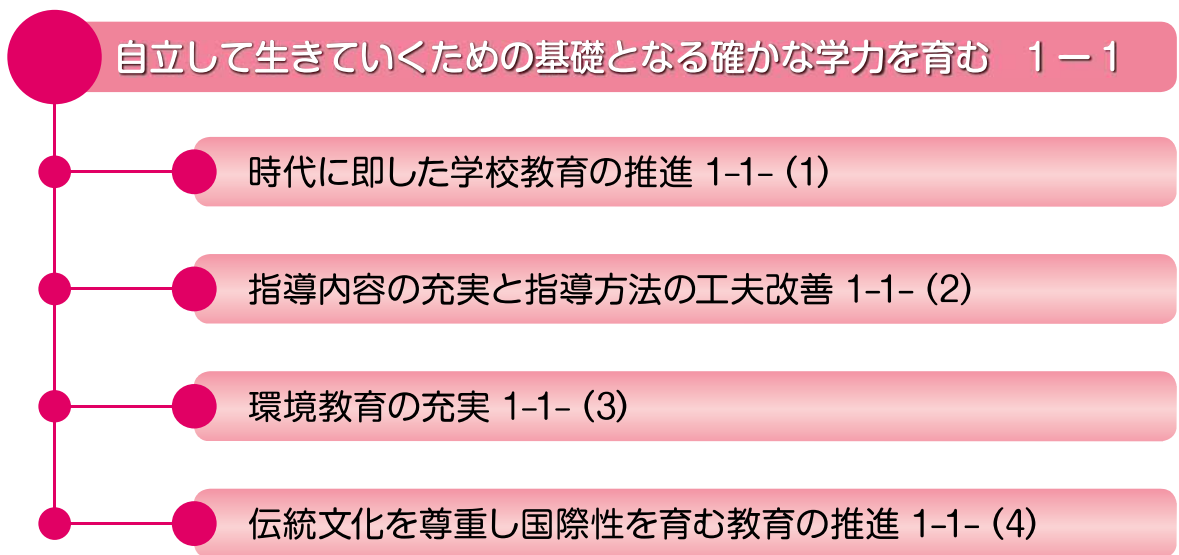 自立して生きていくための基礎となる確かな学力を育む　1－1
時代に即した学校教育の推進 1-1-（1）
指導内容の充実と指導方法の工夫改善 1-1-（2）
環境教育の充実 1-1-（3）
伝統文化を尊重し国際性を育む教育の推進 1-1-（4）